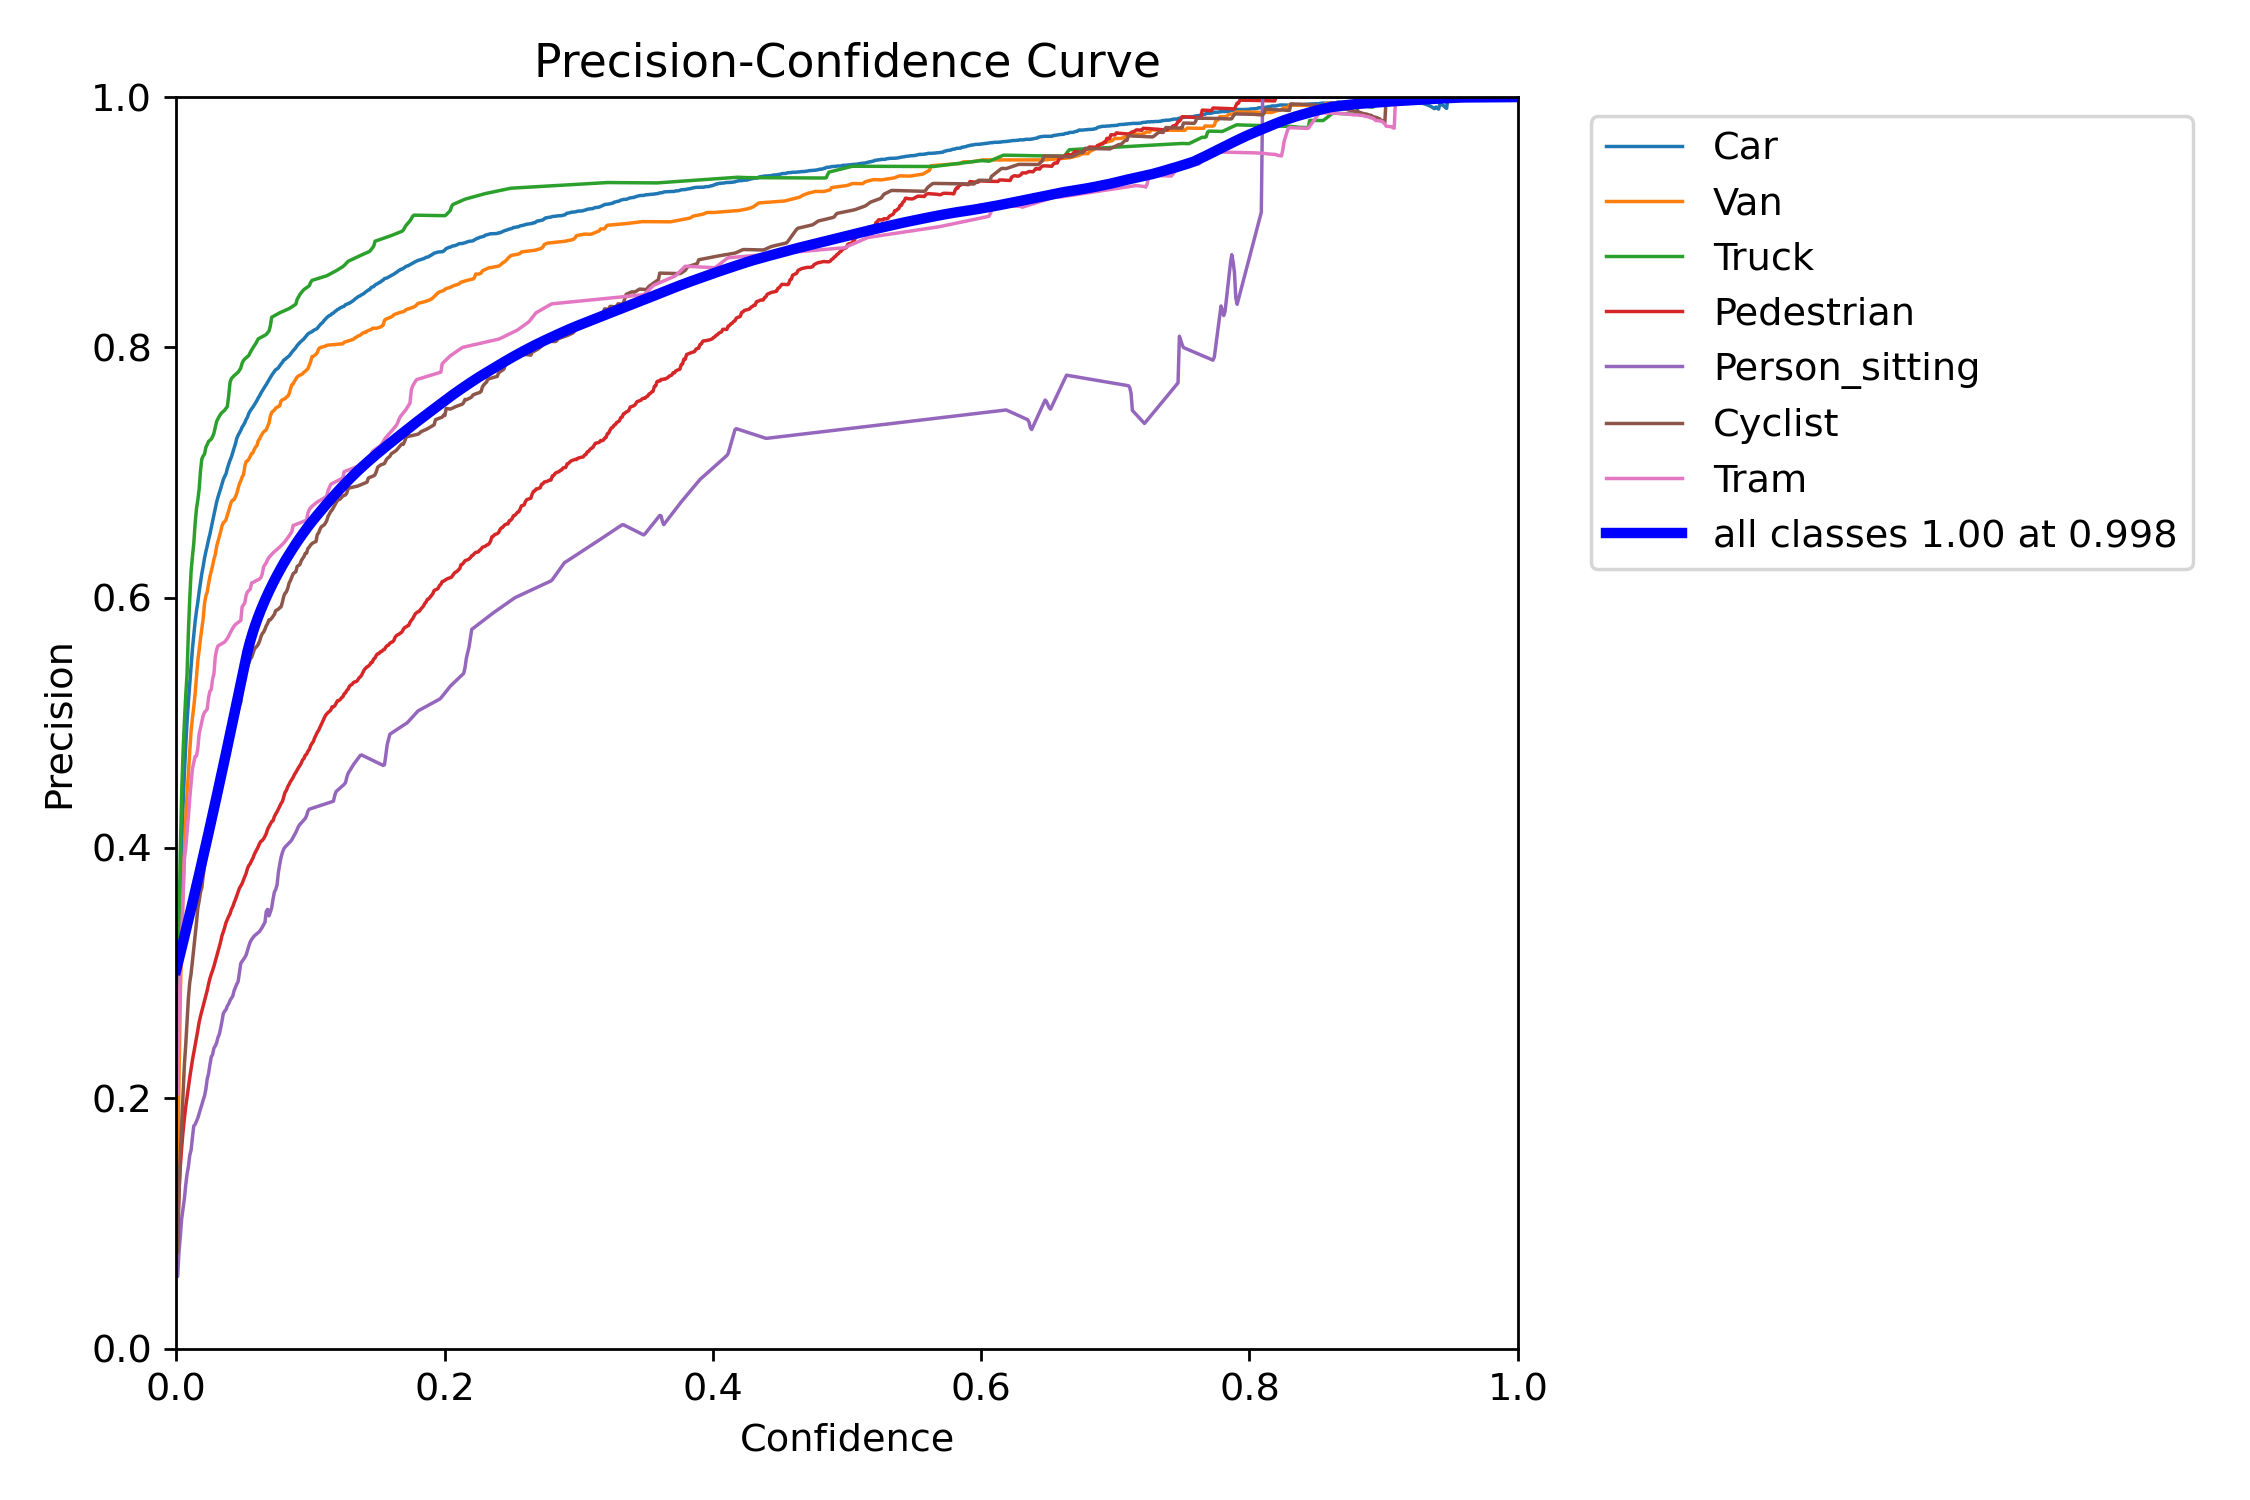 Precision-Confidence Curve
1.0
0.8
0.6
0.4
0.2
0.0
Precision
0.0 0.2 0.4 0.6 0.8 1.0
Confidence
Car
Van
Truck
Pedestrian
Person_sitting
Cyclist
Tram
all classes 1.00 at 0.998